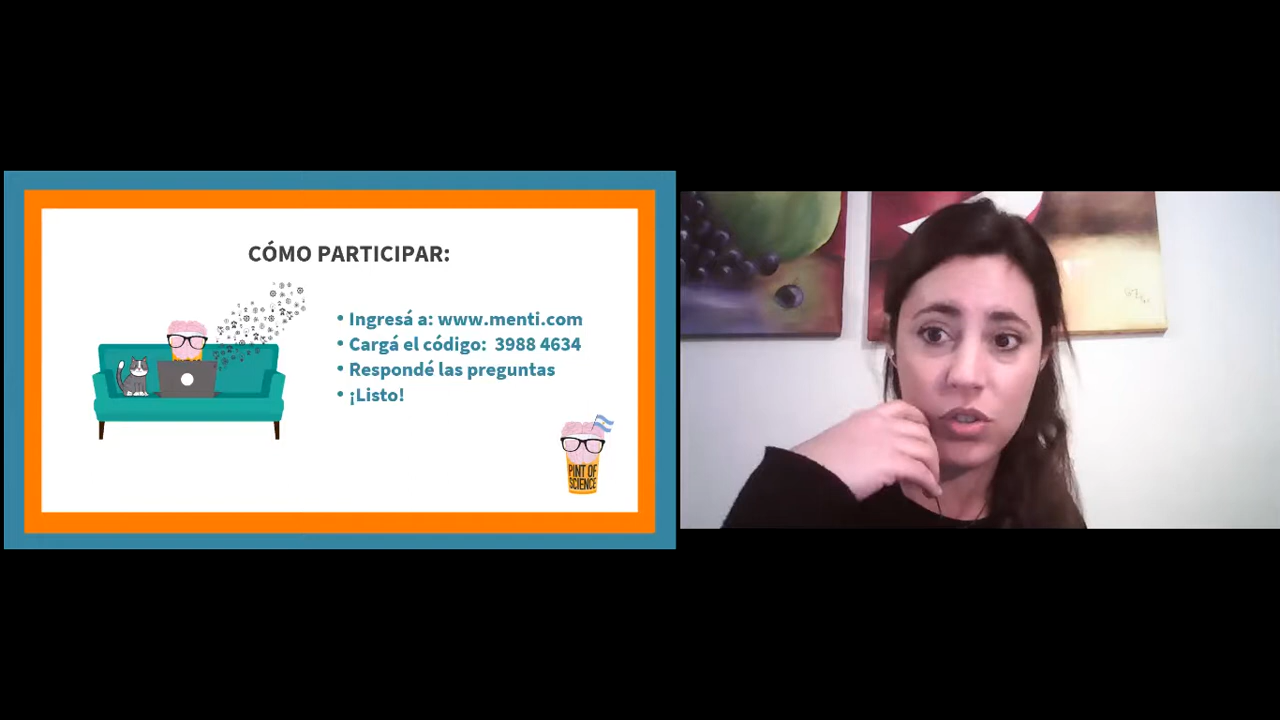 CÓMO PARTICIPAR:
• Ingresá a: www.menti.com
• Cargá el código: 3988 4634
• Respondé las preguntas
• ¡Listo!
PINT OF
SCIENCE